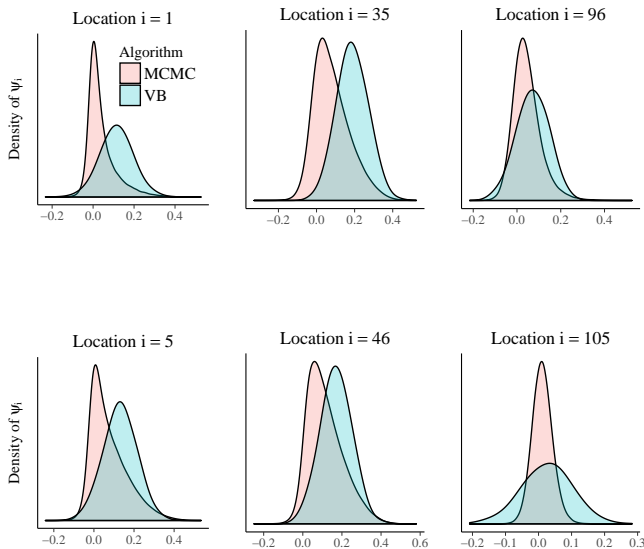 Location i = 1
Location i = 35
Location i = 96
Density of ψi
Algorithm
MCMC
VB
−0.2 0.0 0.2 0.4
−0.2 0.0 0.2 0.4
−0.2 0.0 0.2 0.4
Location i = 5
Location i = 46
Location i = 105
Density of ψi
−0.2 0.0 0.2 0.4
−0.2 0.0 0.2 0.4 0.6
−0.2 −0.1 0.0 0.1 0.2 0.3